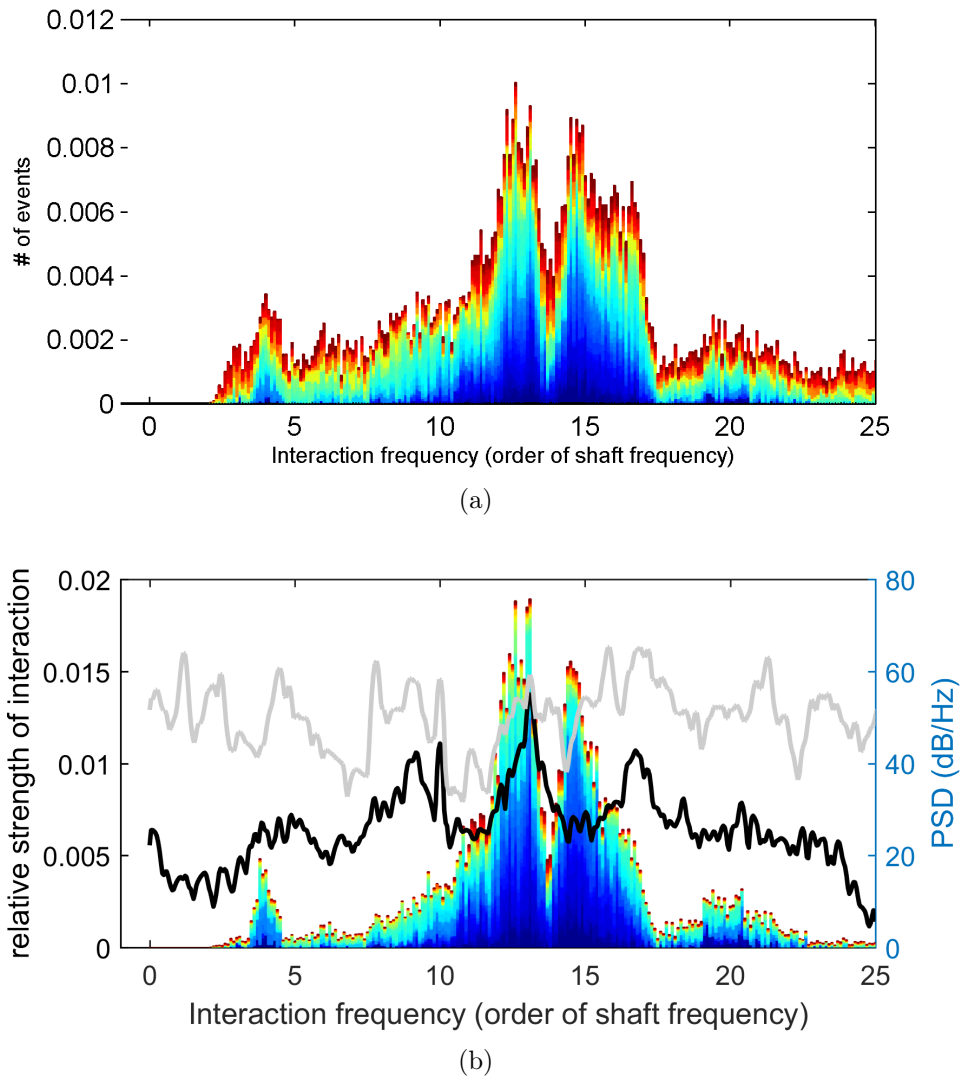 0.012
0.01
0.008
0.006
0.004
0.002
0
# of events
0 5 10 15 20 25
Interaction frequency (order of shaft frequency)
(a)
0.02
0.015
0.01
0.005
0
relative strength of interaction
80
60
40
20
0
PSD (dB/Hz)
0 5 10 15 20 25
Interaction frequency (order of shaft frequency)
(b)